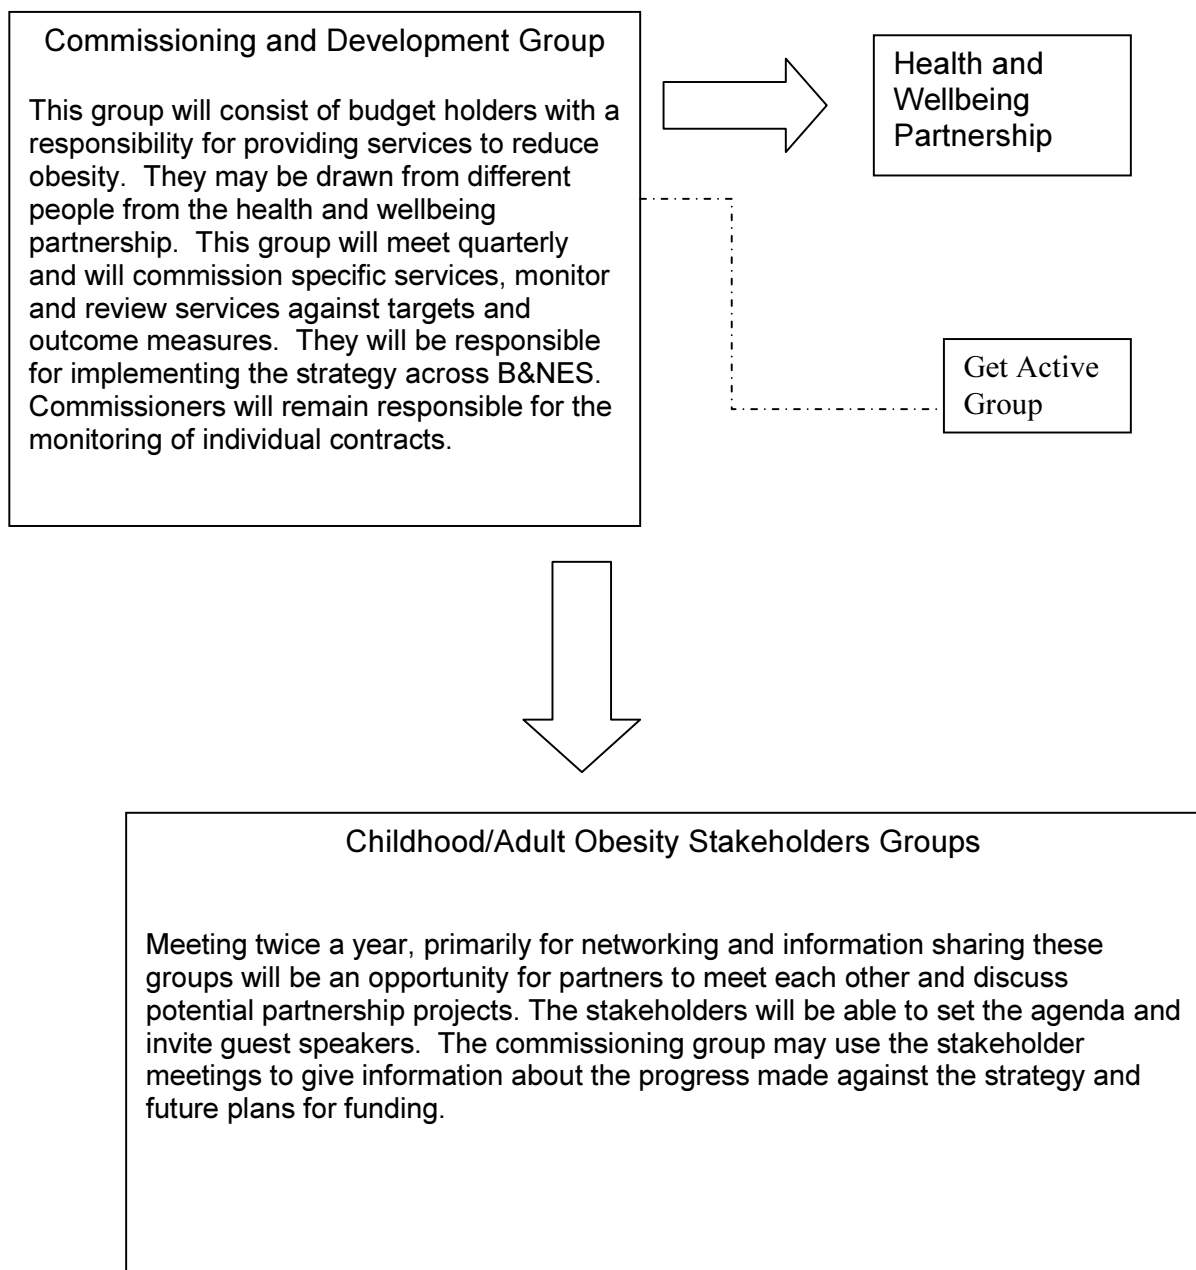 Commissioning and Development Group
This group will consist of budget holders with a
responsibility for providing services to reduce
obesity.  They may be drawn from different
people from the health and wellbeing
partnership.  This group will meet quarterly
and will commission specific services, monitor
and review services against targets and
outcome measures.  They will be responsible
for implementing the strategy across B&NES.
Commissioners will remain responsible for the
monitoring of individual contracts.
Health and
Wellbeing
Partnership
Get Active
Group
Childhood/Adult Obesity Stakeholders Groups
Meeting twice a year, primarily for networking and information sharing these
groups will be an opportunity for partners to meet each other and discuss
potential partnership projects. The stakeholders will be able to set the agenda and
invite guest speakers.  The commissioning group may use the stakeholder
meetings to give information about the progress made against the strategy and
future plans for funding.